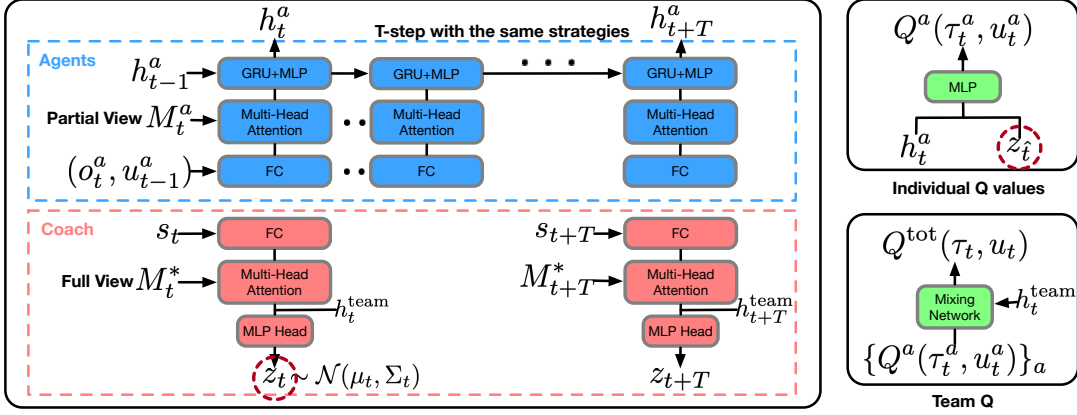 h_t^a
T-step with the same strategies
h_{t+T}^a
Agents
h_{t-1}^a
GRU+MLP
GRU+MLP
• • •
GRU+MLP
Partial View M_t^a
Multi-Head Attention
• •
Multi-Head Attention
Multi-Head Attention
(o_t^a, u_{t-1}^a)
FC
• •
FC
FC
Coach
s_t
FC
s_{t+T}
FC
Full View M_t^*
Multi-Head Attention
M_{t+T}^*
Multi-Head Attention
h_t^{team}
h_{t+T}^{team}
MLP Head
MLP Head
z_t ~ \mathcal{N}(μ_t, Σ_t)
z_{t+T}
Q^a(τ_t^a, u_t^a)
MLP
h_t^a
z_{\hat{t}}
Individual Q values
Q^{tot}(τ_t, u_t)
Mixing Network
h_t^{team}
{Q^a(τ_t^a, u_t^a)}_a
Team Q